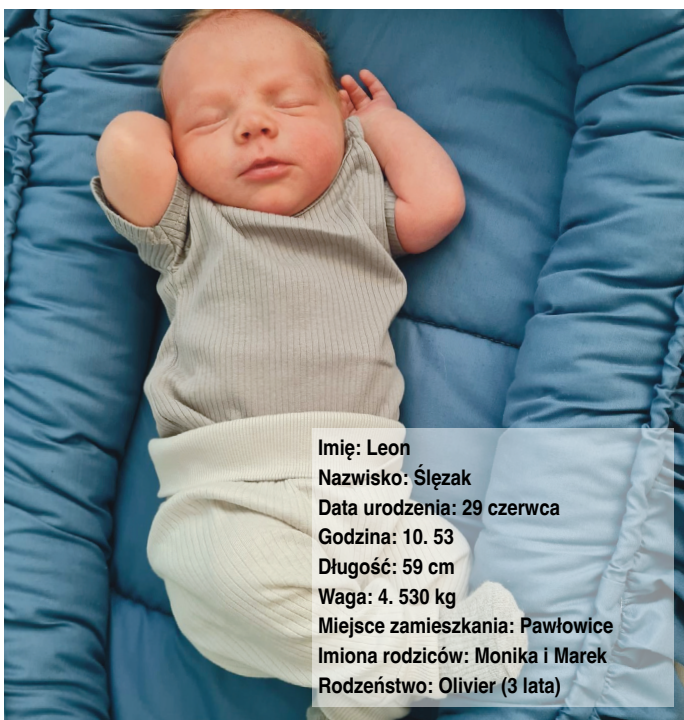 Imię: Leon
Nazwisko: Ślęzak
Data urodzenia: 29 czerwca
Godzina: 10. 53
Długość: 59 cm
Waga: 4. 530 kg
Miejsce zamieszkania: Pawłowice
Imiona rodziców: Monika i Marek
Rodzeństwo: Olivier (3 lata)